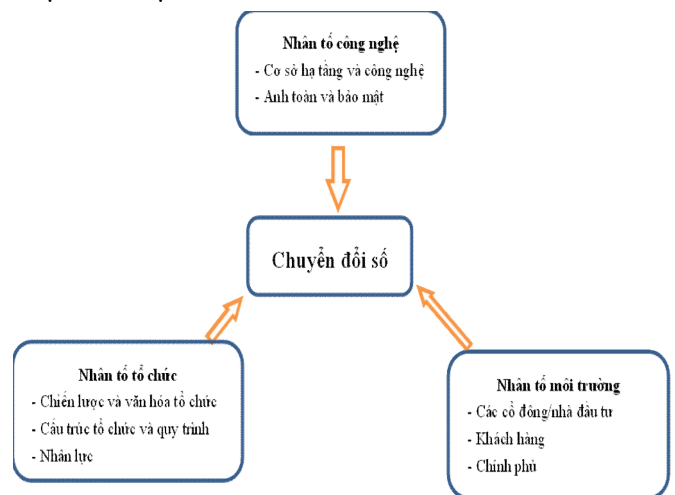 Nhân tố công nghệ
- Cơ sở hạ tầng và công nghệ
- Anh toàn và bảo mật
Chuyển đổi số
Nhân tố tổ chức
- Chiến lược và văn hóa tổ chức
- Cấu trúc tổ chức và quy trình
- Nhân lực
Nhân tố môi trường
- Các cổ đông/nhà đầu tư
- Khách hàng
- Chính phủ